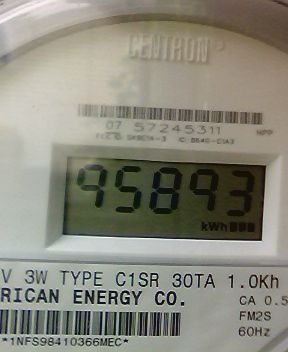 CENTRON®
07 57245311 NPP
95893
kWh
V 3W TYPE C1SR 30TA 1.0Kh
RICAN ENERGY CO. CA 0.5
FM2S
60Hz
*1NFS98410366MEC*